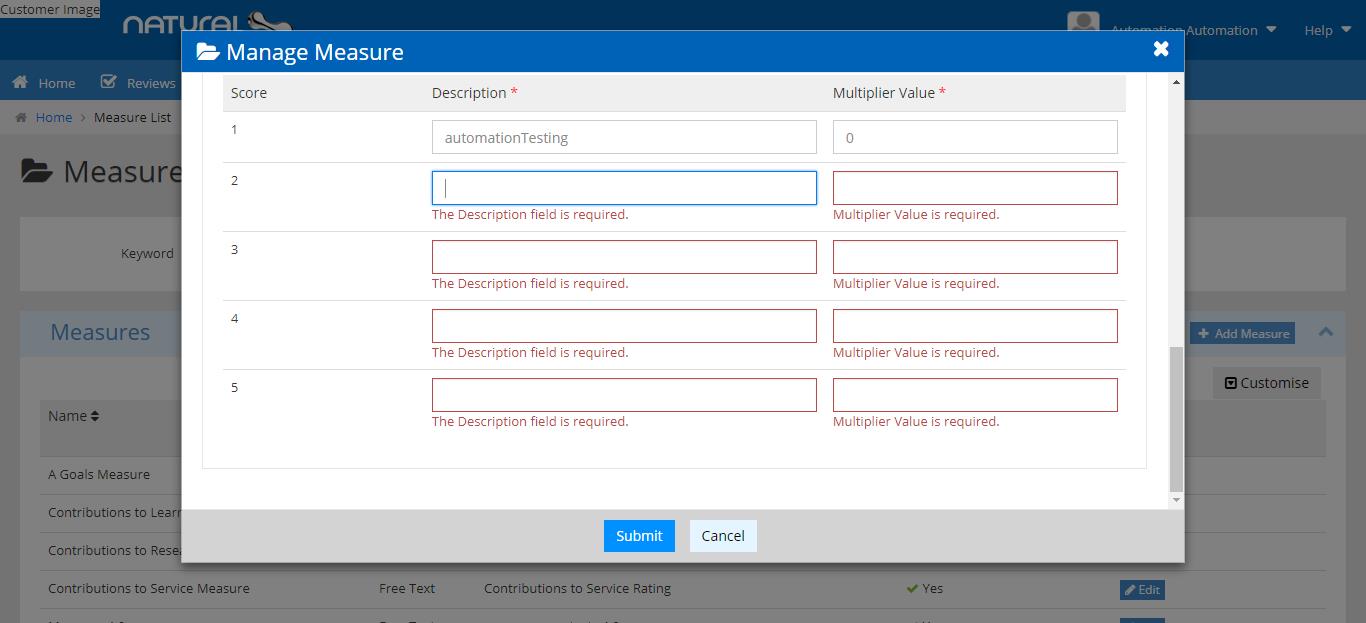 Customer Image
NATURAL
Automation Automation
Help
Manage Measure
Home
Reviews
Home > Measure List
Measure
Score
Description *
Multiplier Value *
1
automationTesting
0
2
The Description field is required.
Multiplier Value is required.
3
The Description field is required.
Multiplier Value is required.
4
The Description field is required.
Multiplier Value is required.
5
The Description field is required.
Multiplier Value is required.
Keyword
Measures
Add Measure
Customise
Name
A Goals Measure
Contributions to Learn
Contributions to Resea
Submit
Cancel
Contributions to Service Measure
Free Text
Contributions to Service Rating
Yes
Edit